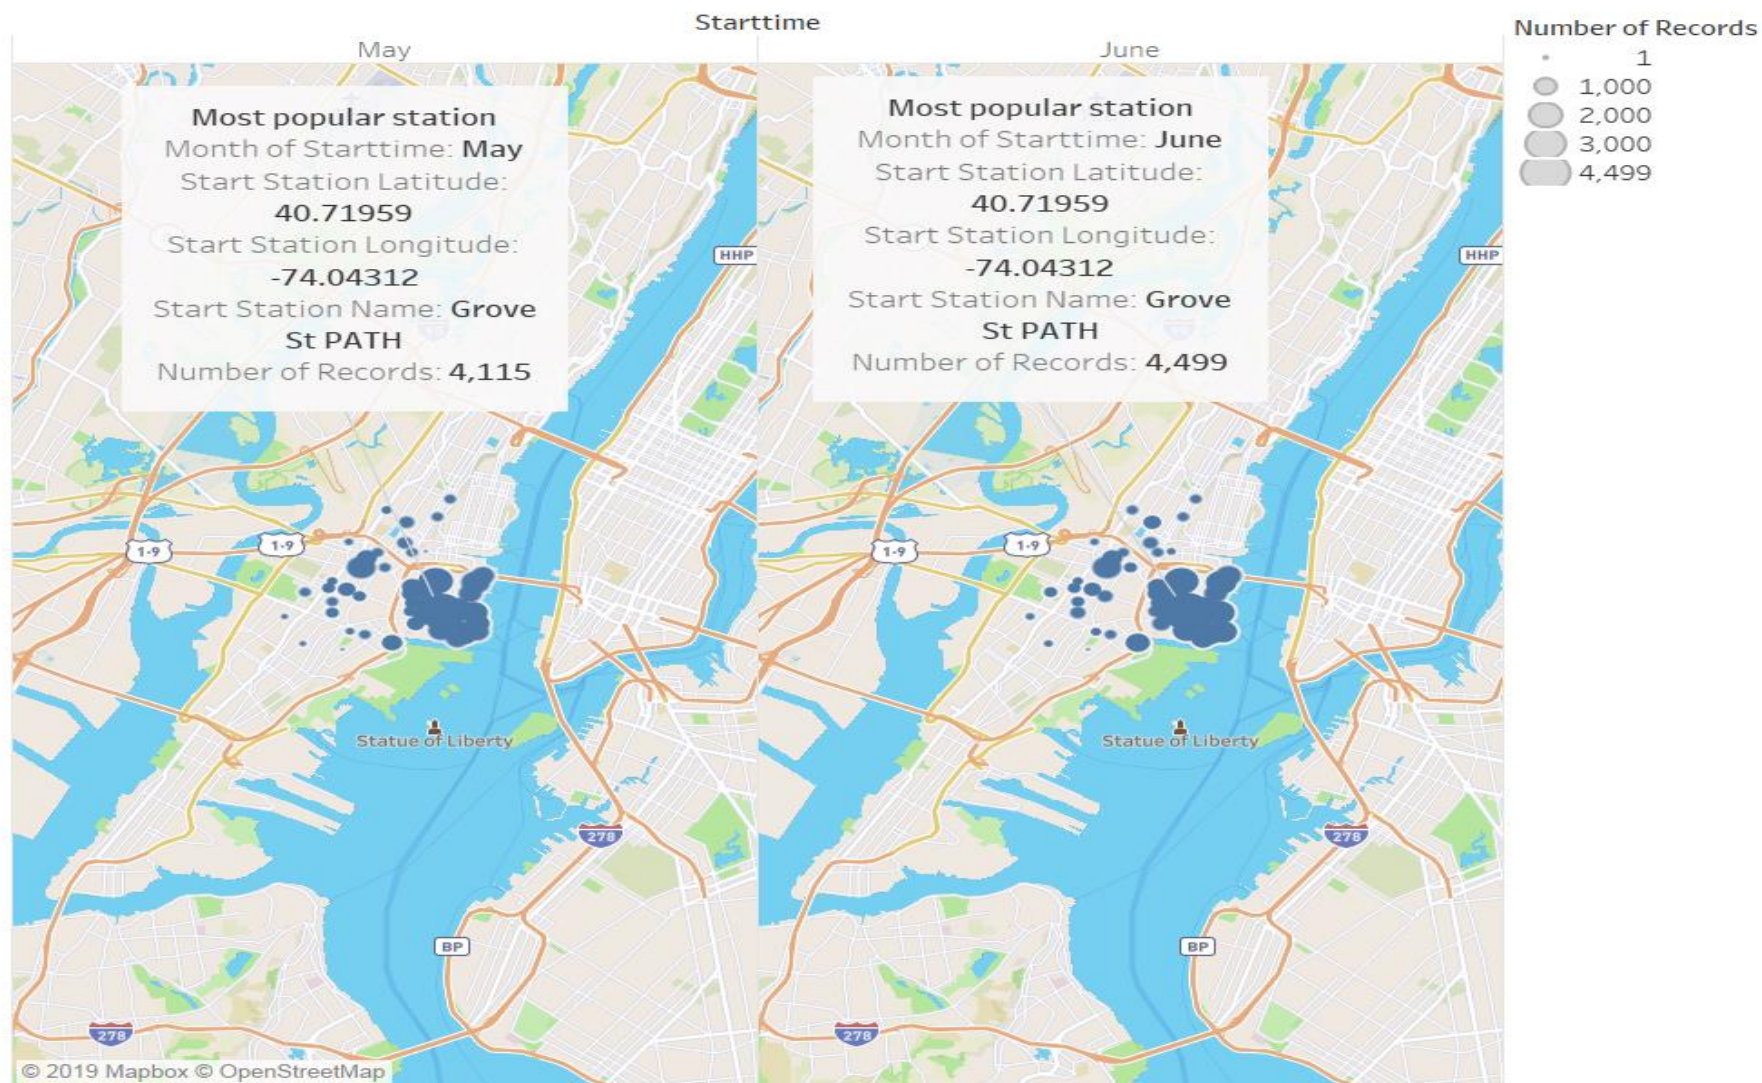 Starttime
May
June
Number of Records
1
1,000
2,000
3,000
4,499
Most popular station
Month of Starttime: May
Start Station Latitude:
40.71959
Start Station Longitude:
-74.04312
Start Station Name: Grove
St PATH
Number of Records: 4,115
Most popular station
Month of Starttime: June
Start Station Latitude:
40.71959
Start Station Longitude:
-74.04312
Start Station Name: Grove
St PATH
Number of Records: 4,499
HHP
HHP
1-9
1-9
1-9
1-9
Statue of Liberty
Statue of Liberty
278
278
BP
BP
278
278
© 2019 Mapbox © OpenStreetMap